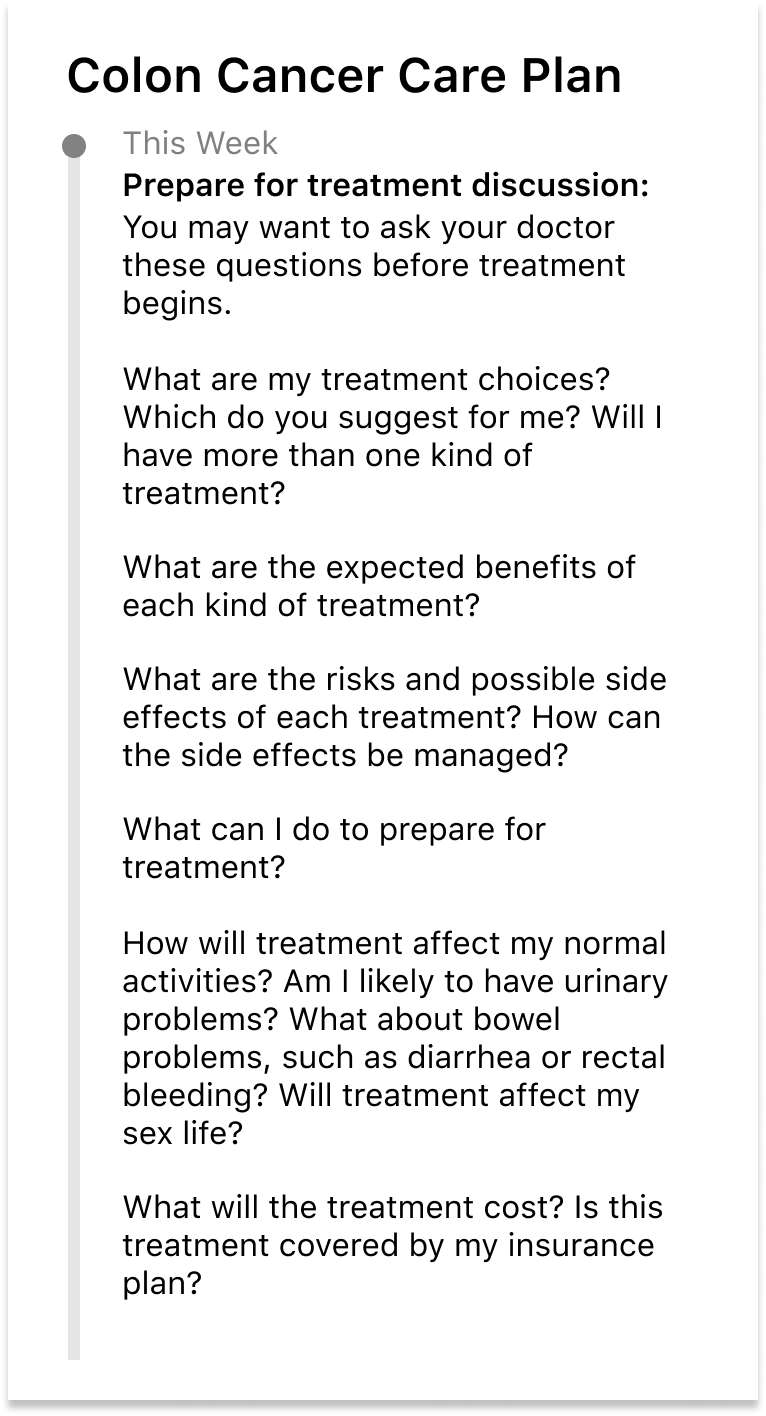 Colon Cancer Care Plan
This Week
Prepare for treatment discussion:
You may want to ask your doctor
these questions before treatment
begins.
What are my treatment choices?
Which do you suggest for me? Will I
have more than one kind of
treatment?
What are the expected benefits of
each kind of treatment?
What are the risks and possible side
effects of each treatment? How can
the side effects be managed?
What can I do to prepare for
treatment?
How will treatment affect my normal
activities? Am I likely to have urinary
problems? What about bowel
problems, such as diarrhea or rectal
bleeding? Will treatment affect my
sex life?
What will the treatment cost? Is this
treatment covered by my insurance
plan?